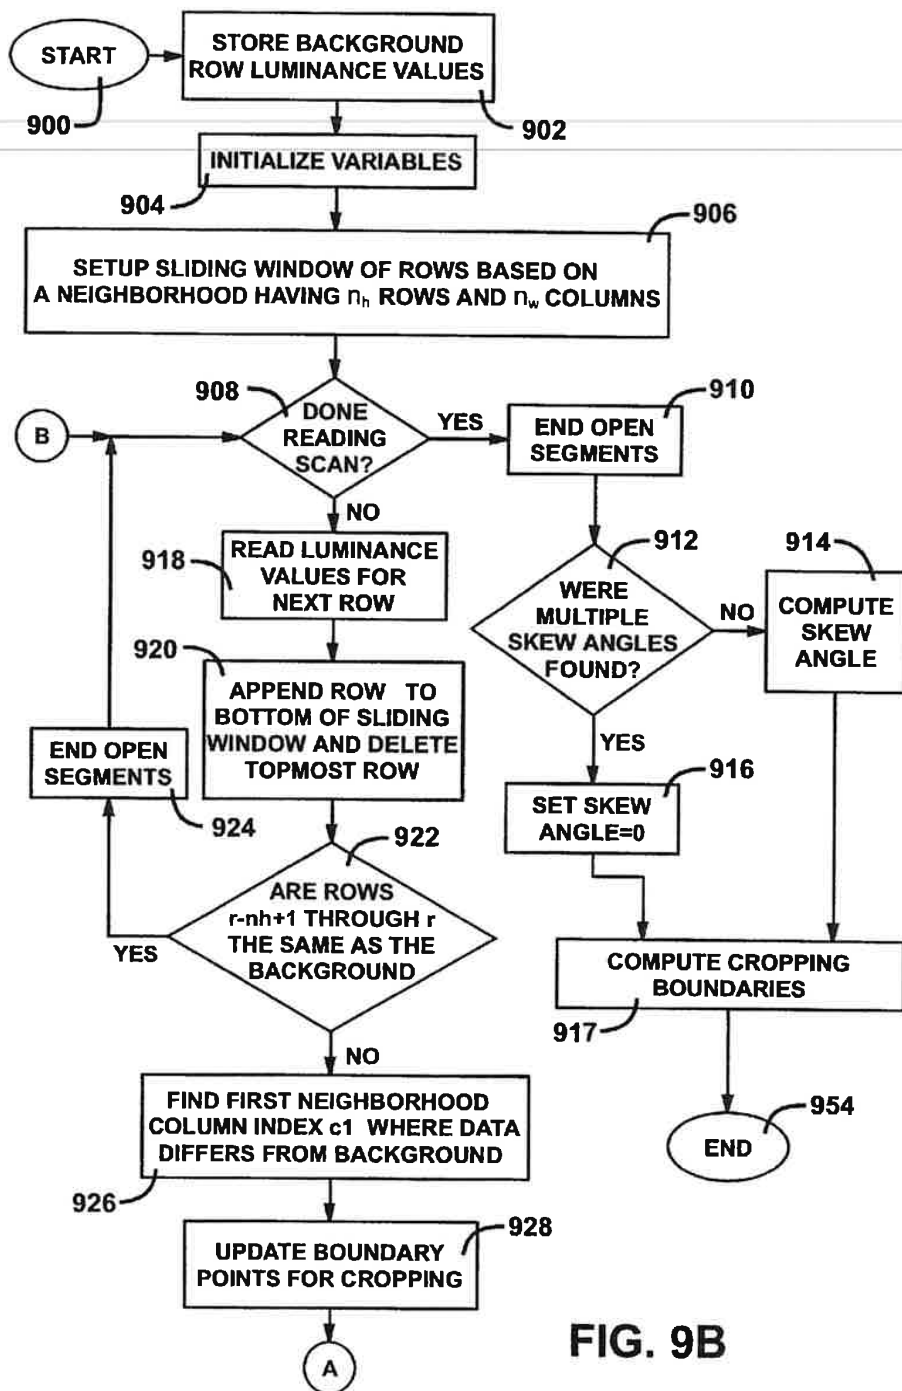 START
900
STORE BACKGROUND
ROW LUMINANCE VALUES
902
INITIALIZE VARIABLES
904
906
SETUP SLIDING WINDOW OF ROWS BASED ON
A NEIGHBORHOOD HAVING nh ROWS AND nw COLUMNS
908
DONE
READING
SCAN?
B
YES
910
END OPEN
SEGMENTS
NO
918
READ LUMINANCE
VALUES FOR
NEXT ROW
912
WERE
MULTIPLE
SKEW ANGLES
FOUND?
NO
914
COMPUTE
SKEW
ANGLE
920
APPEND ROW TO
BOTTOM OF SLIDING
WINDOW AND DELETE
TOPMOST ROW
END OPEN
SEGMENTS
924
YES
916
SET SKEW
ANGLE=0
922
ARE ROWS
r-nh+1 THROUGH r
THE SAME AS THE
BACKGROUND
YES
COMPUTE CROPPING
BOUNDARIES
917
NO
FIND FIRST NEIGHBORHOOD
COLUMN INDEX c1 WHERE DATA
DIFFERS FROM BACKGROUND
926
954
END
928
UPDATE BOUNDARY
POINTS FOR CROPPING
A
FIG. 9B